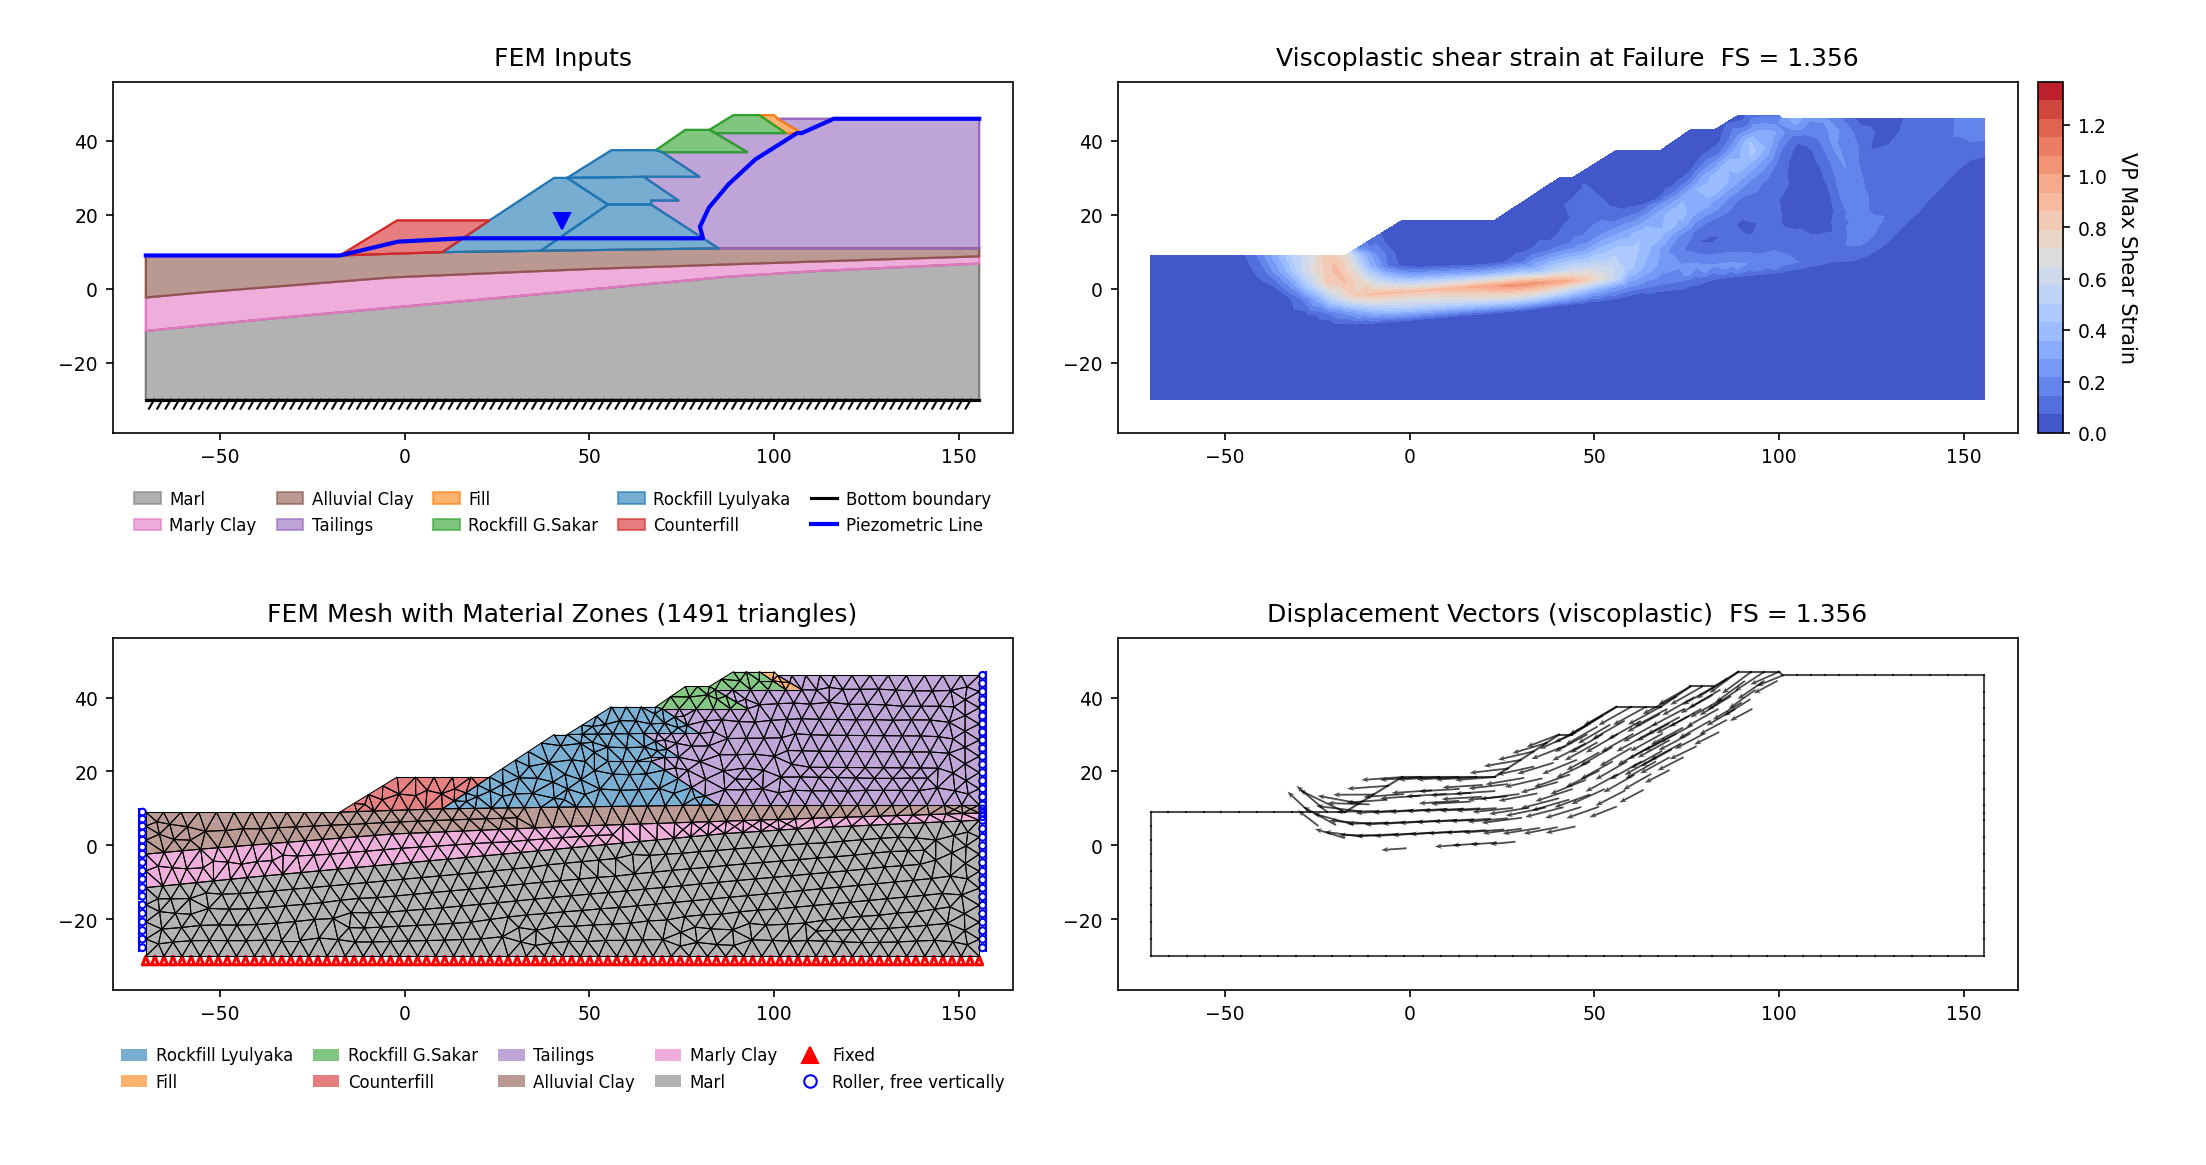 FEM Inputs
40
20
0
−20
−50
0
50
100
150
Marl
Alluvial Clay
Fill
Rockfill Lyulyaka
Bottom boundary
Marly Clay
Tailings
Rockfill G.Sakar
Counterfill
Piezometric Line
Viscoplastic shear strain at Failure  FS = 1.356
40
20
0
−20
−50
0
50
100
150
1.2
1.0
0.8
0.6
0.4
0.2
0.0
VP Max Shear Strain
FEM Mesh with Material Zones (1491 triangles)
40
20
0
−20
−50
0
50
100
150
Rockfill Lyulyaka
Rockfill G.Sakar
Tailings
Marly Clay
Fixed
Fill
Counterfill
Alluvial Clay
Marl
Roller, free vertically
Displacement Vectors (viscoplastic)  FS = 1.356
40
20
0
−20
−50
0
50
100
150